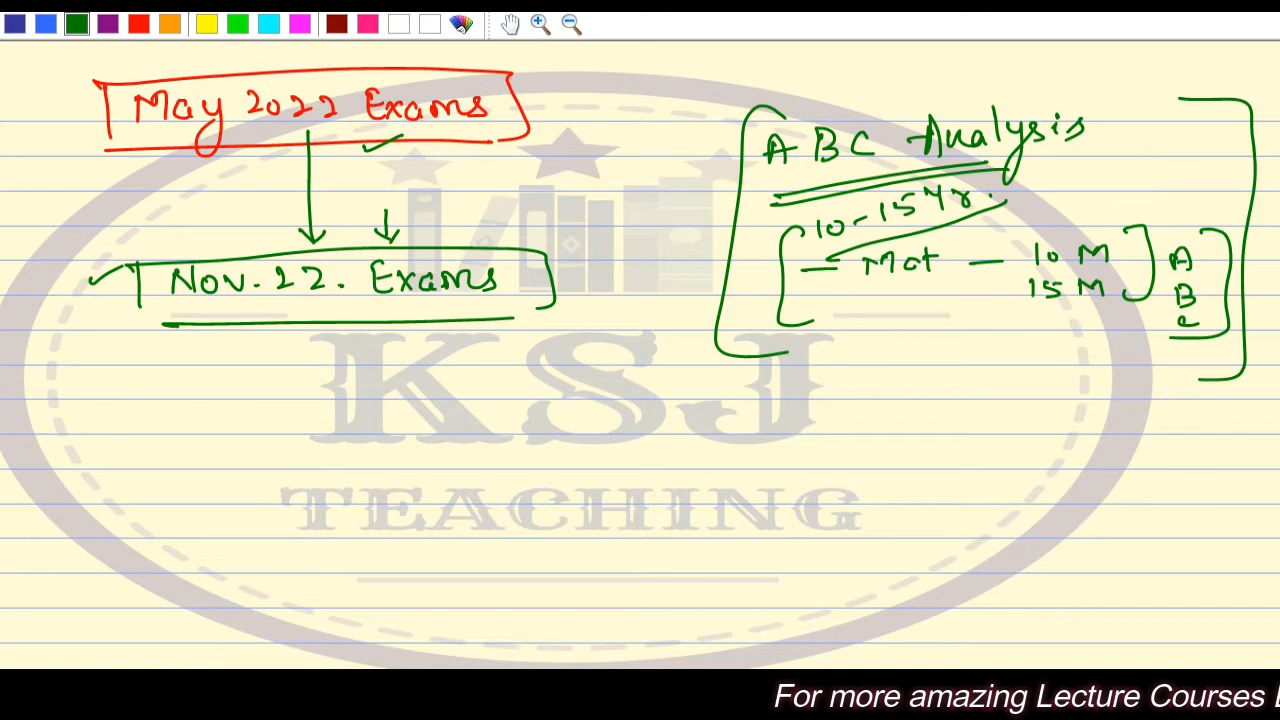 May 2022 Exams
Nov. 22. Exams
A B C Analysis
10 - 15 Yr.
— Mat — 10 M
15 M
A
B
C
KSJ
TEACHING
For more amazing Lecture Courses